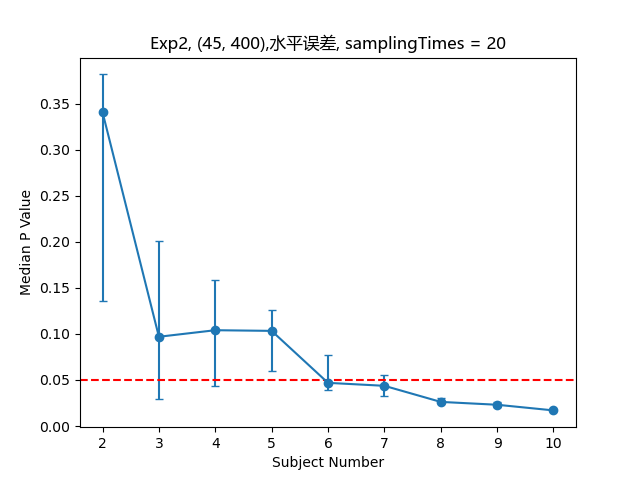 Exp2, (45, 400),水平误差, samplingTimes = 20
Median P Value
0.35
0.30
0.25
0.20
0.15
0.10
0.05
0.00
2 3 4 5 6 7 8 9 10
Subject Number